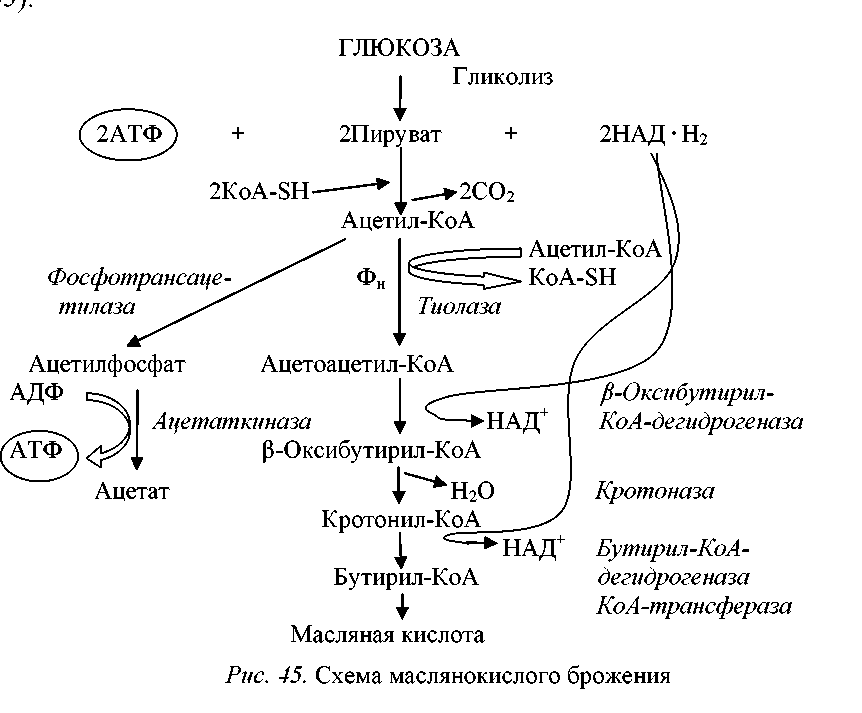 ГЛЮКОЗА
Гликолиз
2АТФ + 2Пируват + 2НАД · Н₂
2КоА-SH
2CO₂
Ацетил-КоА
Ацетил-КоА
Фₙ
КоА-SH
Фосфотрансаце-
тилаза
Тиолаза
Ацетилфосфат
Ацетоацетил-КоА
АДФ
Ацетаткиназа
НАД⁺
β-Оксибутирил-
КоА-дегидрогеназа
АТФ
β-Оксибутирил-КоА
Ацетат
H₂O
Кротоназа
Кротонил-КоА
НАД⁺
Бутирил-КоА-
дегидрогеназа
Бутирил-КоА
КоА-трансфераза
Масляная кислота
Рис. 45. Схема маслянокислого брожения